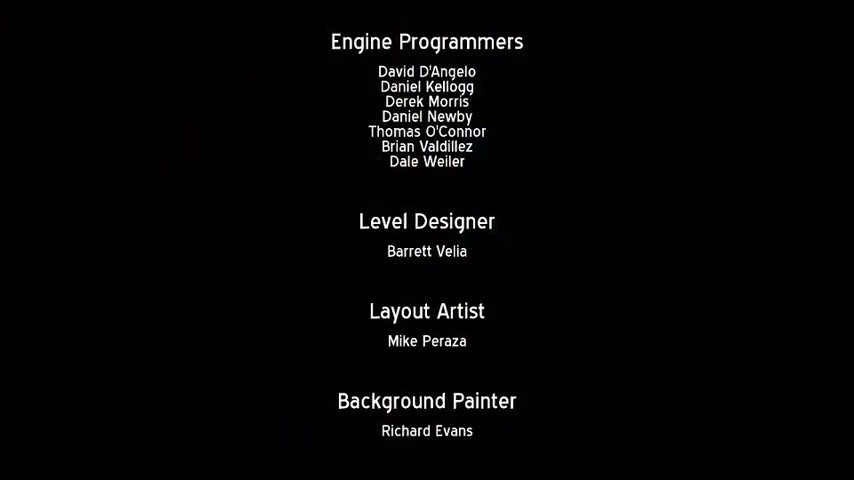 Engine Programmers
David D'Angelo
Daniel Kellogg
Derek Morris
Daniel Newby
Thomas O'Connor
Brian Valdillez
Dale Weiler
Level Designer
Barrett Velia
Layout Artist
Mike Peraza
Background Painter
Richard Evans